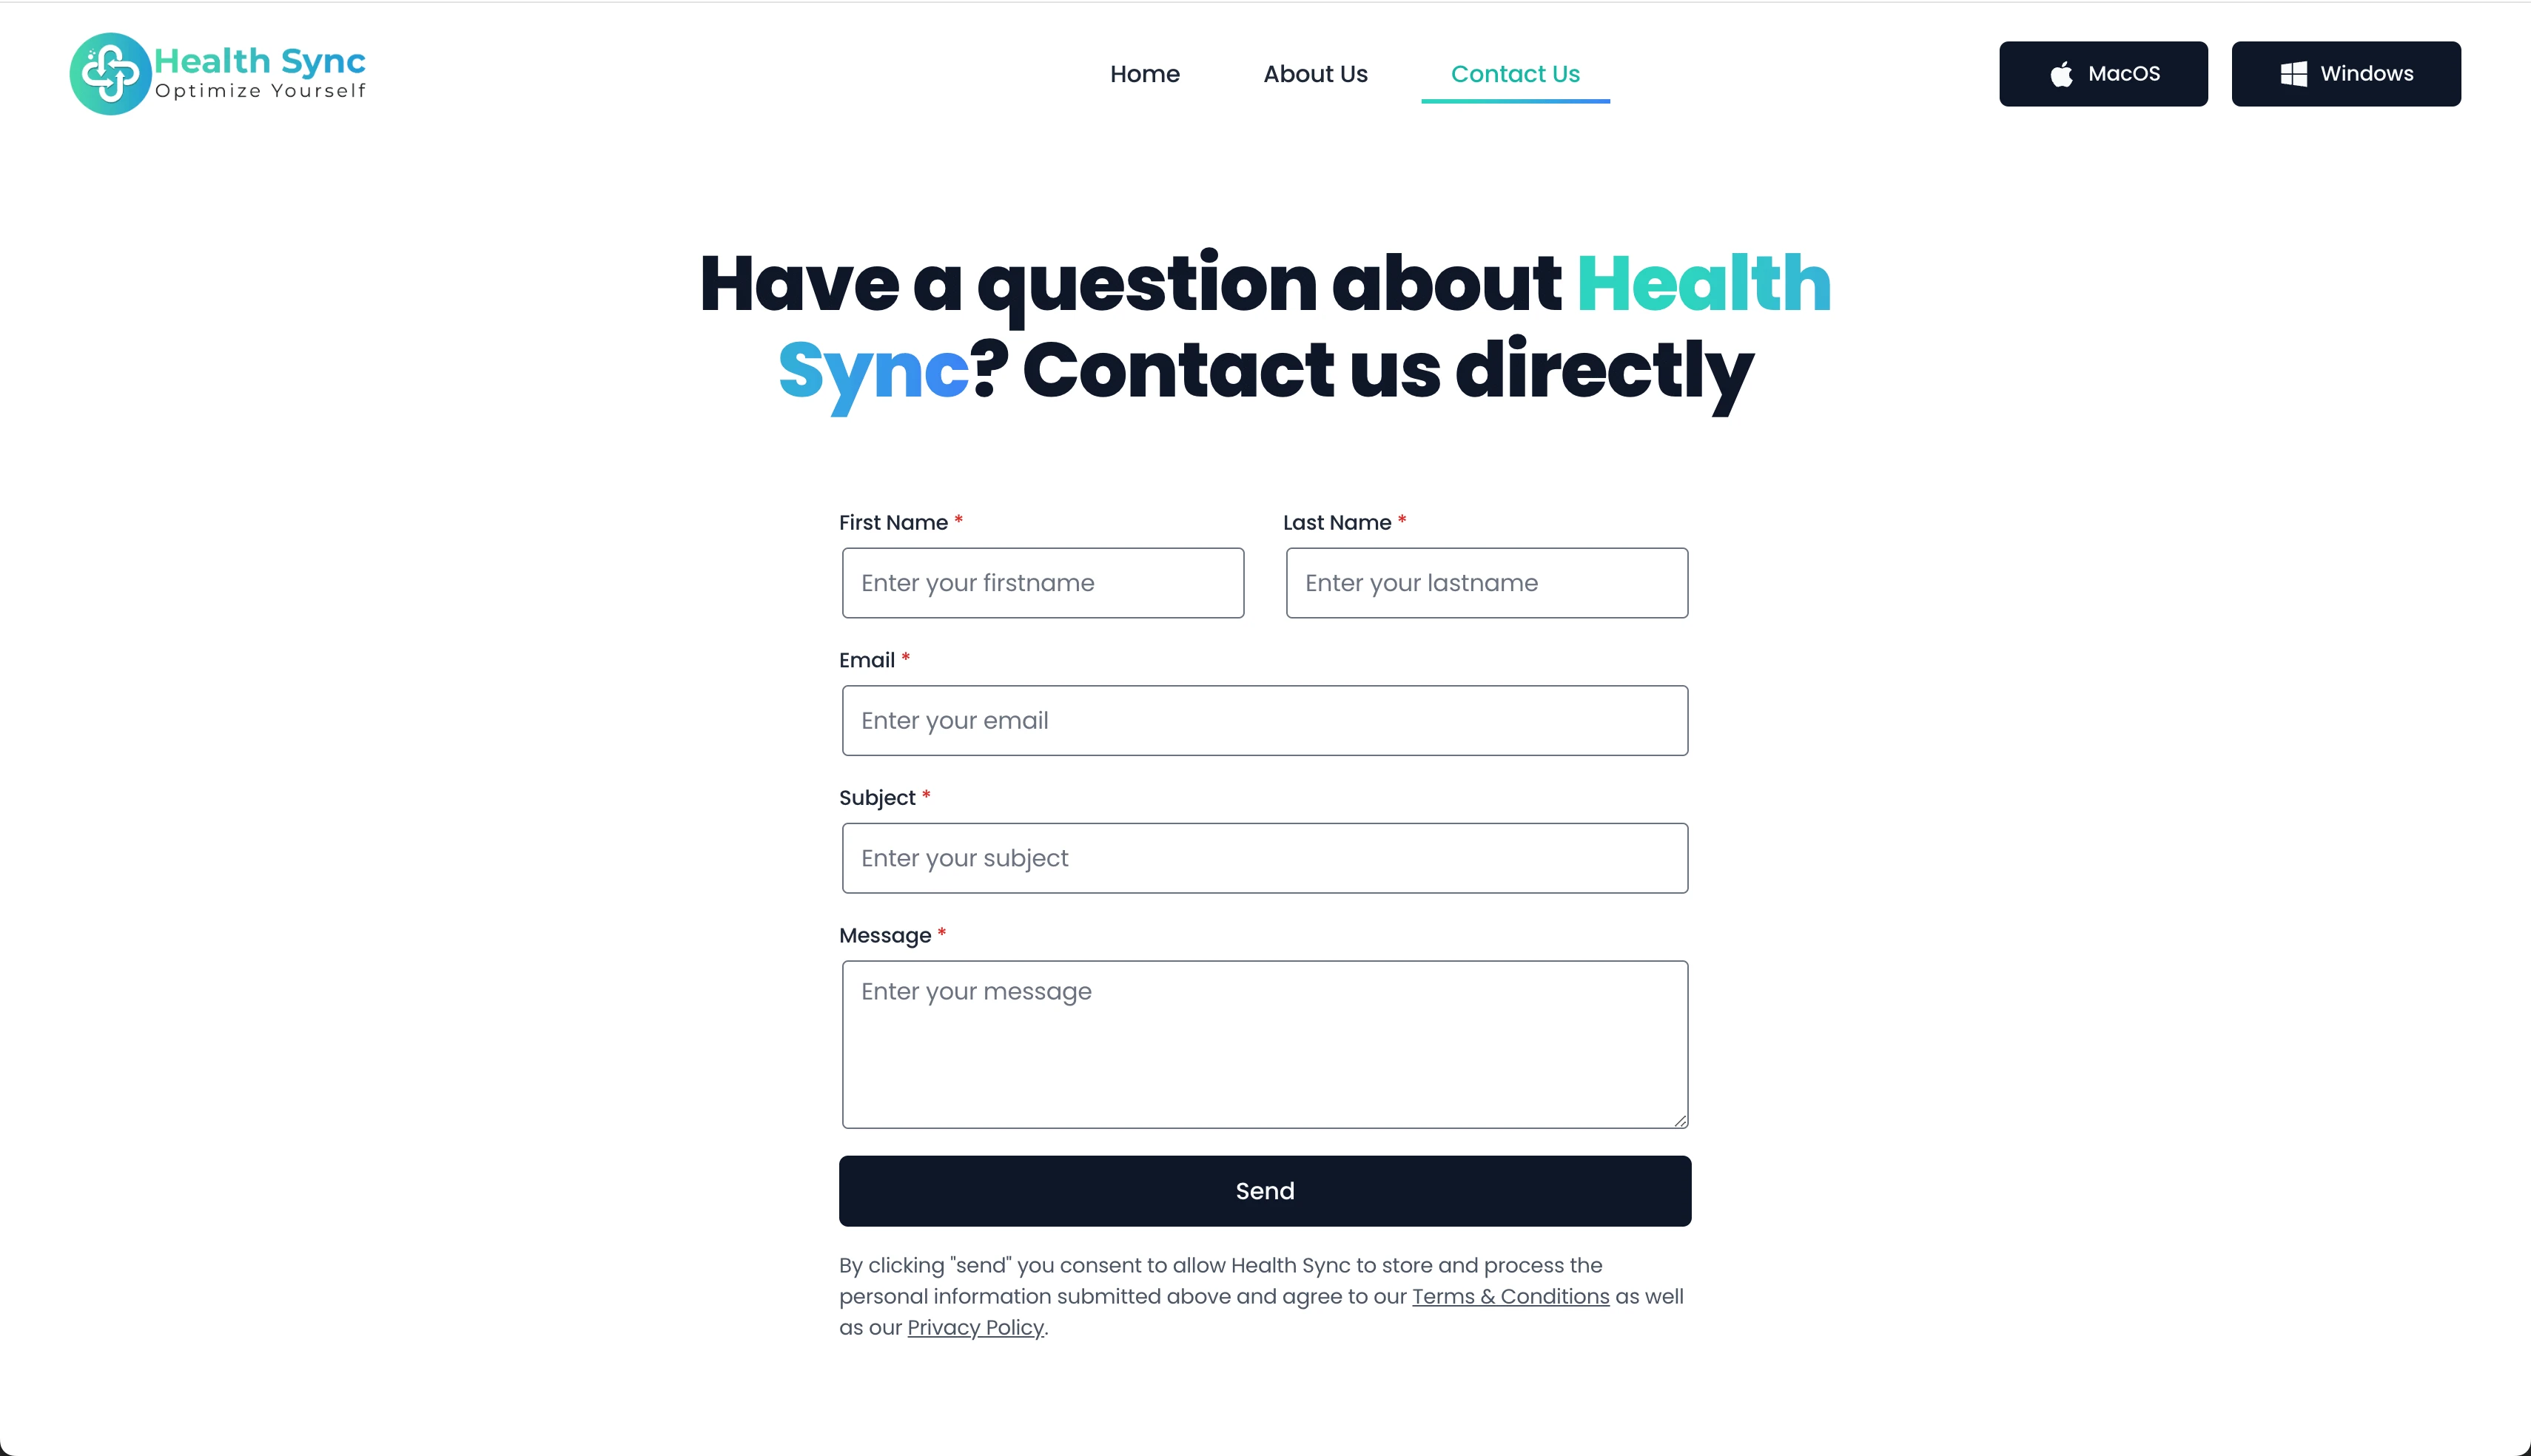 Health Sync
Optimize Yourself
Home
About Us
Contact Us
MacOS
Windows
Have a question about Health
Sync? Contact us directly
First Name *
Last Name *
Enter your firstname
Enter your lastname
Email *
Enter your email
Subject *
Enter your subject
Message *
Enter your message
Send
By clicking "send" you consent to allow Health Sync to store and process the
personal information submitted above and agree to our Terms & Conditions as well
as our Privacy Policy.